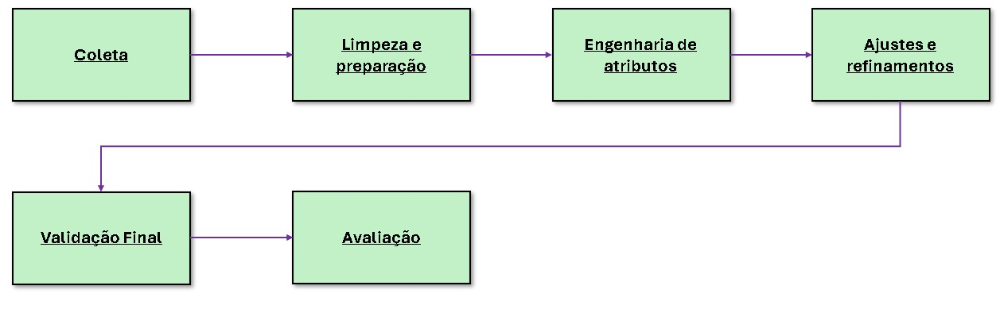 Coleta
Limpeza e
preparação
Engenharia de
atributos
Ajustes e
refinamentos
Validação Final
Avaliação